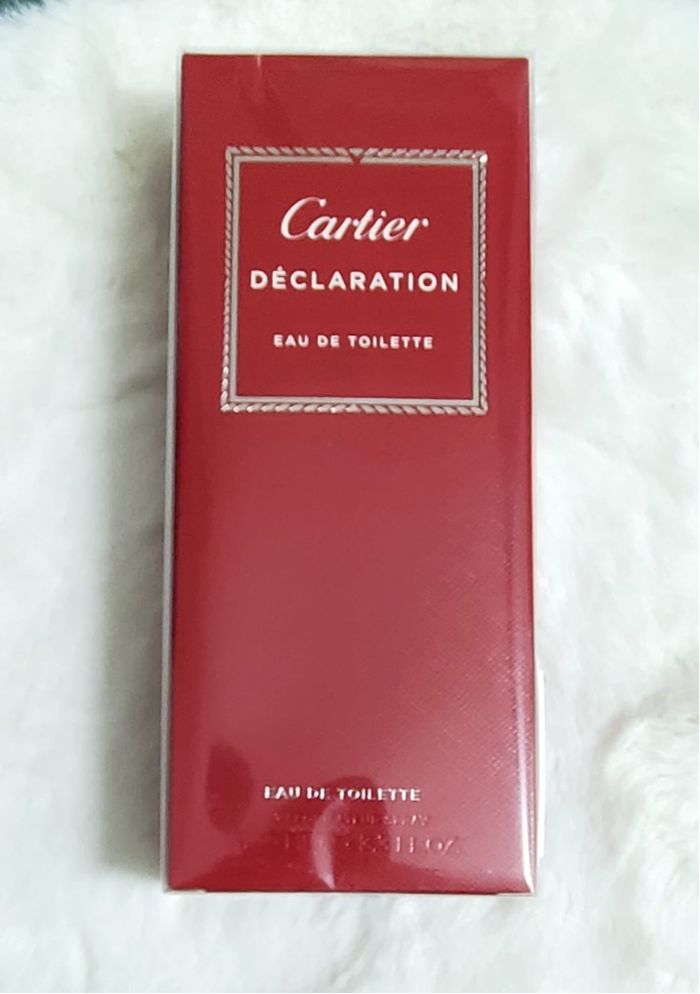 Cartier
DÉCLARATION
EAU DE TOILETTE
EAU DE TOILETTE